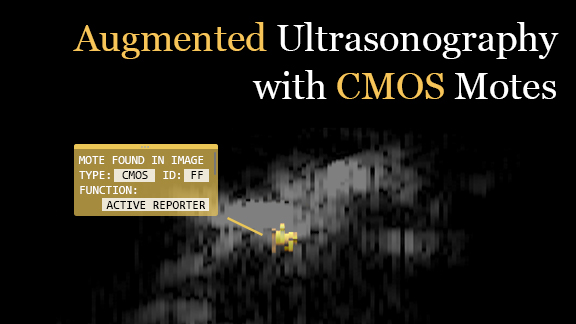 Augmented Ultrasonography
with CMOS Motes
MOTE FOUND IN IMAGE
TYPE: CMOS ID: FF
FUNCTION:
ACTIVE REPORTER